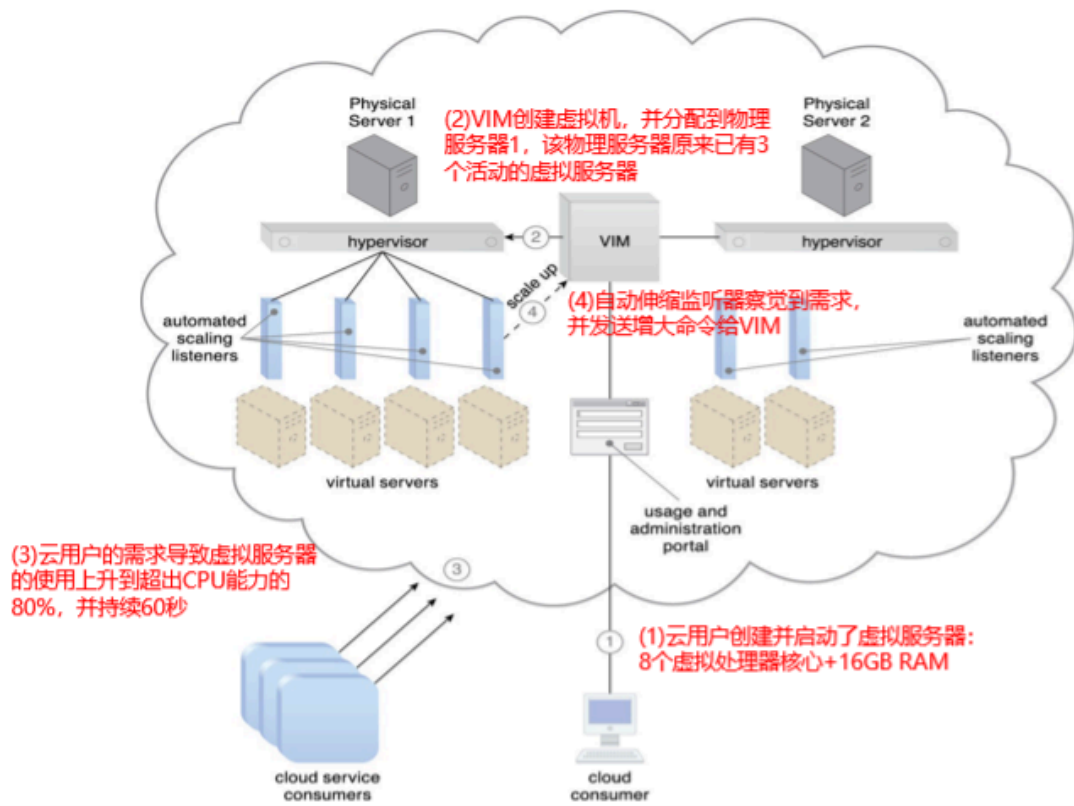 Physical
Server 1
(2)VIM创建虚拟机，并分配到物理
服务器1，该物理服务器原来已有3
个活动的虚拟服务器
Physical
Server 2
hypervisor
2
VIM
hypervisor
scale up
4
(4)自动伸缩监听器察觉到需求，
并发送增大命令给VIM
automated
scaling
listeners
automated
scaling
listeners
virtual servers
virtual servers
usage and
administration
portal
(3)云用户的需求导致虚拟服务器
的使用上升到超出CPU能力的
80%，并持续60秒
3
1
(1)云用户创建并启动了虚拟服务器：
8个虚拟处理器核心+16GB RAM
cloud service
consumers
cloud
consumer